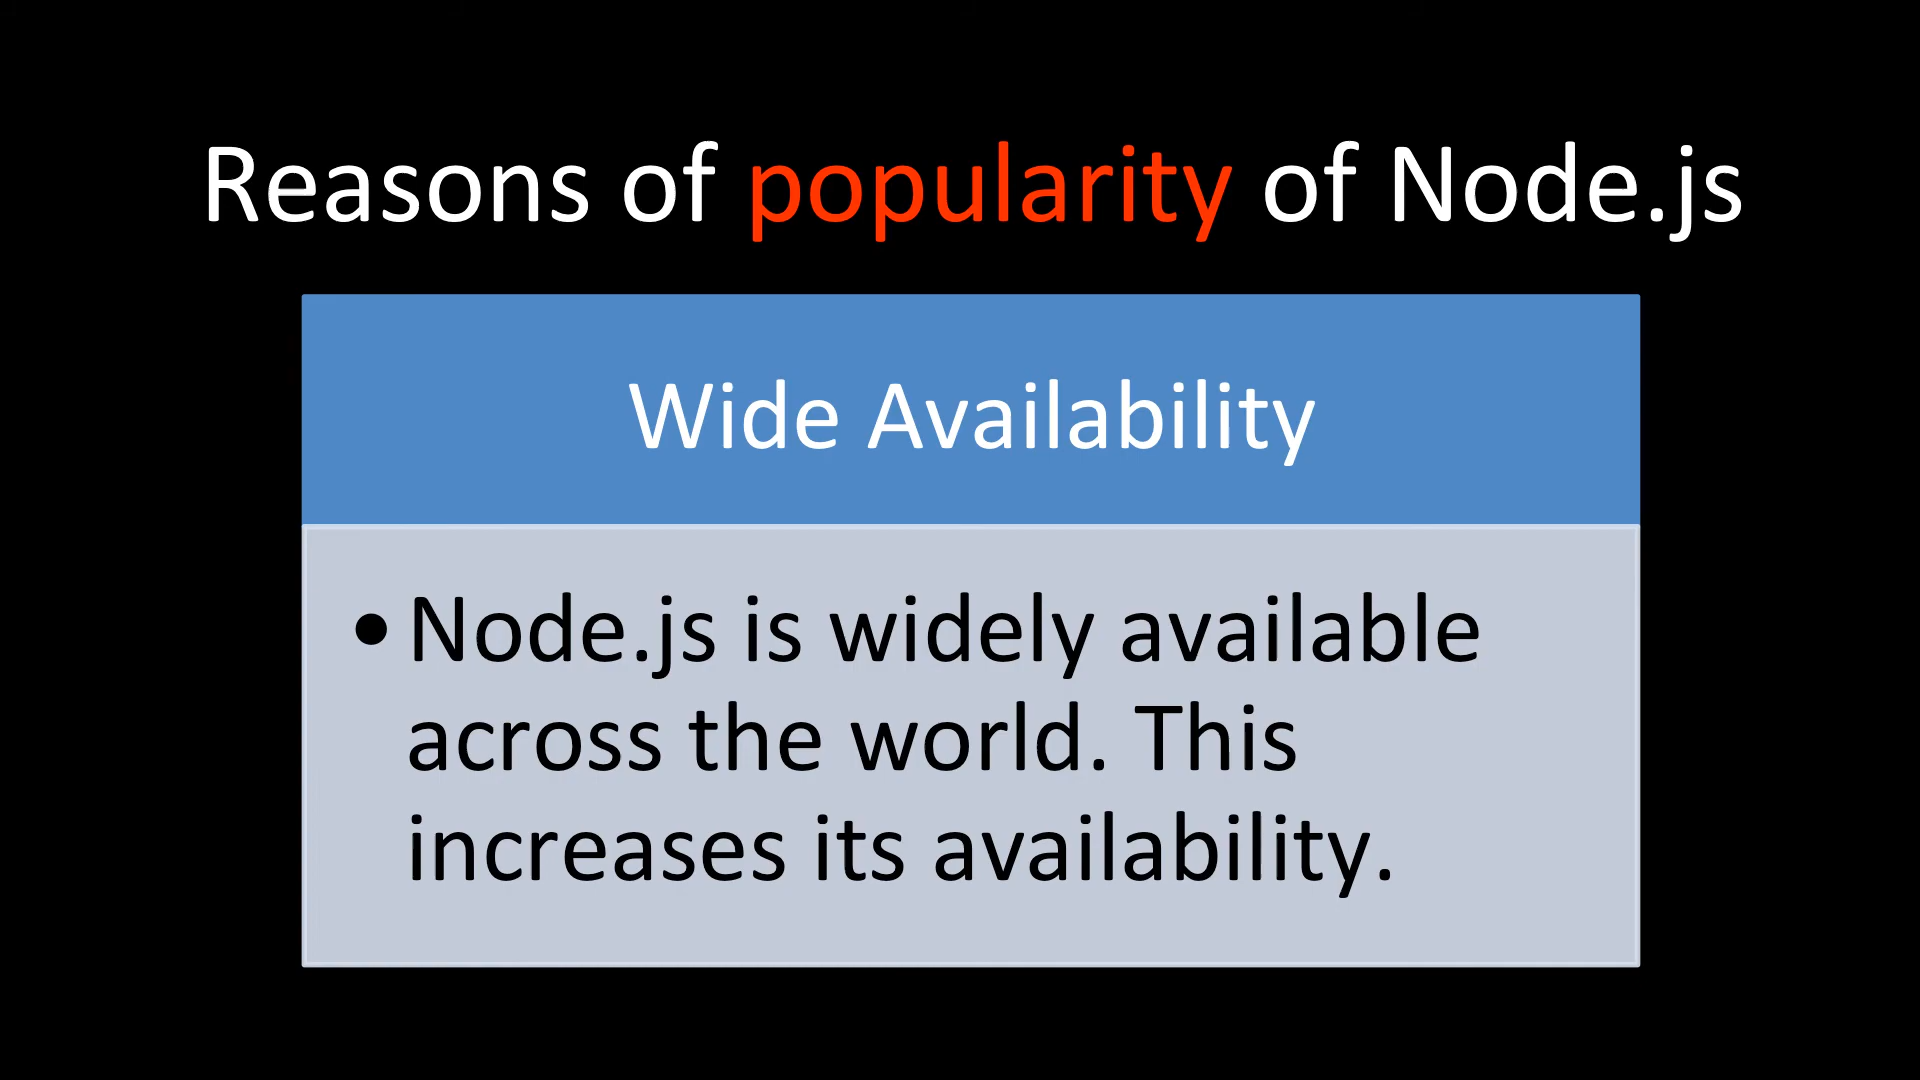 Reasons of popularity of Node.js
Wide Availability
• Node.js is widely available
across the world. This
increases its availability.